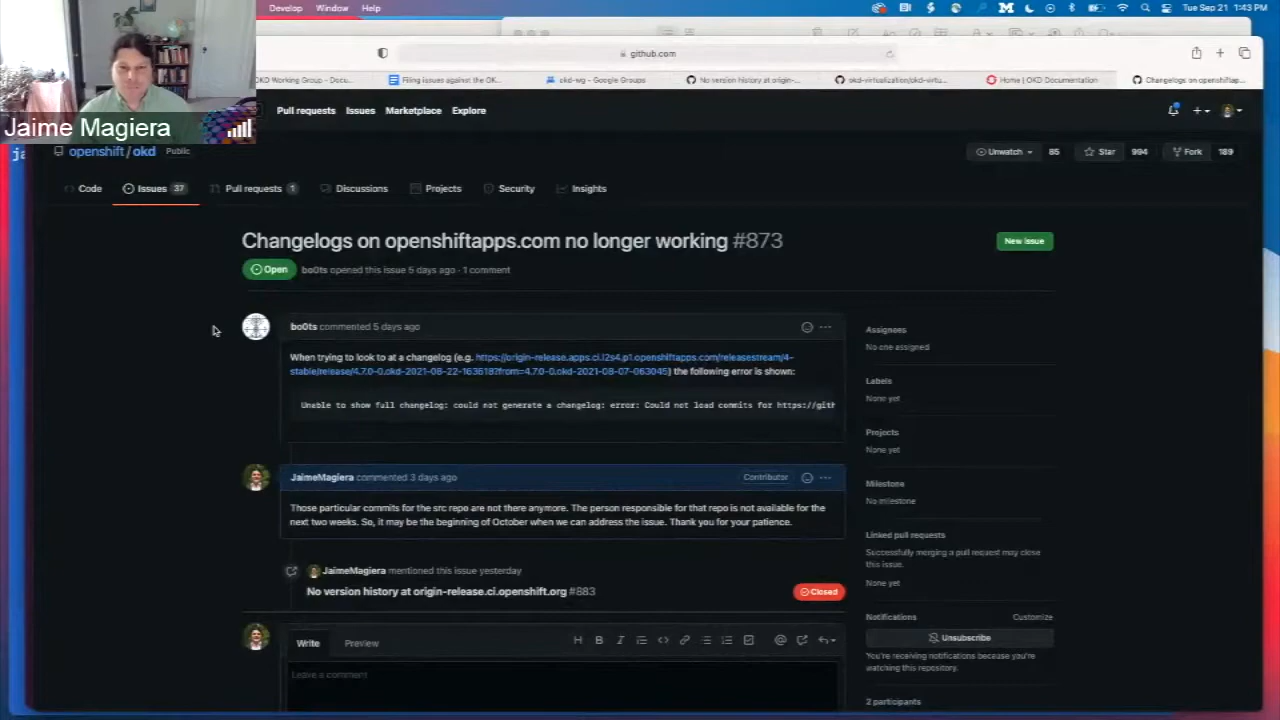 Develop Window Help
Tue Sep 21 1:43 PM
github.com
OKD Working Group - Docu...
Filing issues against the OK...
okd-wg - Google Groups
No version history at origin-...
okd-virtualization/okd-virtu...
Home | OKD Documentation
Changelogs on openshiftap...
Jaime Magiera
Pull requests Issues Marketplace Explore
openshift / okd Public
Unwatch 85 Star 994 Fork 189
Code Issues 37 Pull requests 1 Discussions Projects Security Insights
Changelogs on openshiftapps.com no longer working #873
New issue
Open bo0ts opened this issue 5 days ago · 1 comment
bo0ts commented 5 days ago
When trying to look to at a changelog (e.g. https://origin-release.apps.ci.l2s4.p1.openshiftapps.com/releasestream/4-
stable/release/4.7.0-0.okd-2021-08-22-163618?from=4.7.0-0.okd-2021-08-07-063045) the following error is shown:
Unable to show full changelog: could not generate a changelog: error: Could not load commits for https://gith
JaimeMagiera commented 3 days ago
Contributor
Those particular commits for the src repo are not there anymore. The person responsible for that repo is not available for the
next two weeks. So, it may be the beginning of October when we can address the issue. Thank you for your patience.
JaimeMagiera mentioned this issue yesterday
No version history at origin-release.ci.openshift.org #883
Closed
Write Preview
Leave a comment
Assignees
No one assigned
Labels
None yet
Projects
None yet
Milestone
No milestone
Linked pull requests
Successfully merging a pull request may close
this issue.
None yet
Notifications Customize
Unsubscribe
You're receiving notifications because you're
watching this repository.
2 participants